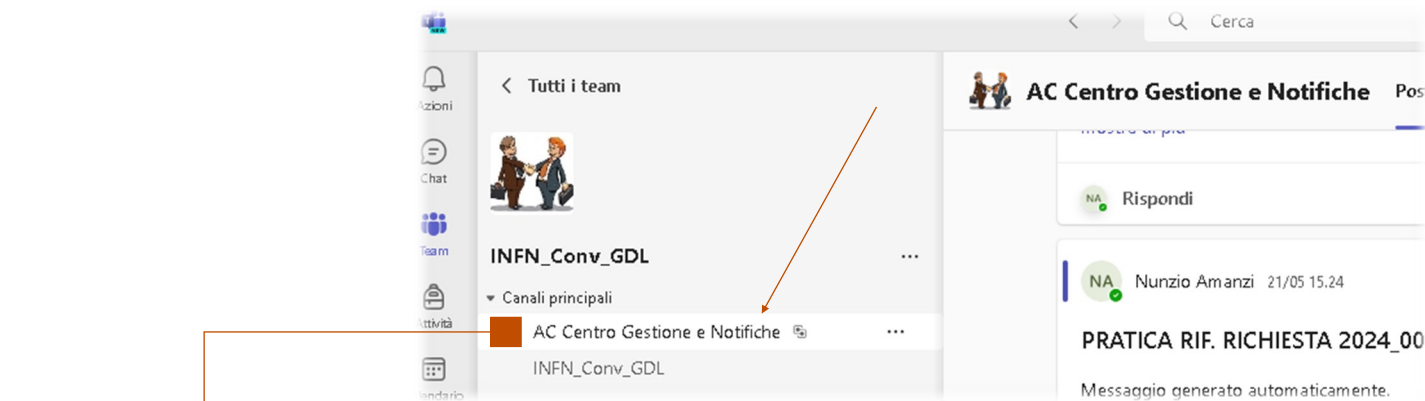 Cerca
Azioni
Chat
Team
Attività
Tutti i team
INFN_Conv_GDL
Canali principali
AC Centro Gestione e Notifiche
INFN_Conv_GDL
AC Centro Gestione e Notifiche
NA Rispondi
NA Nunzio Amanzi 21/05 15.24
PRATICA RIF. RICHIESTA 2024_00
Messaggio generato automaticamente.